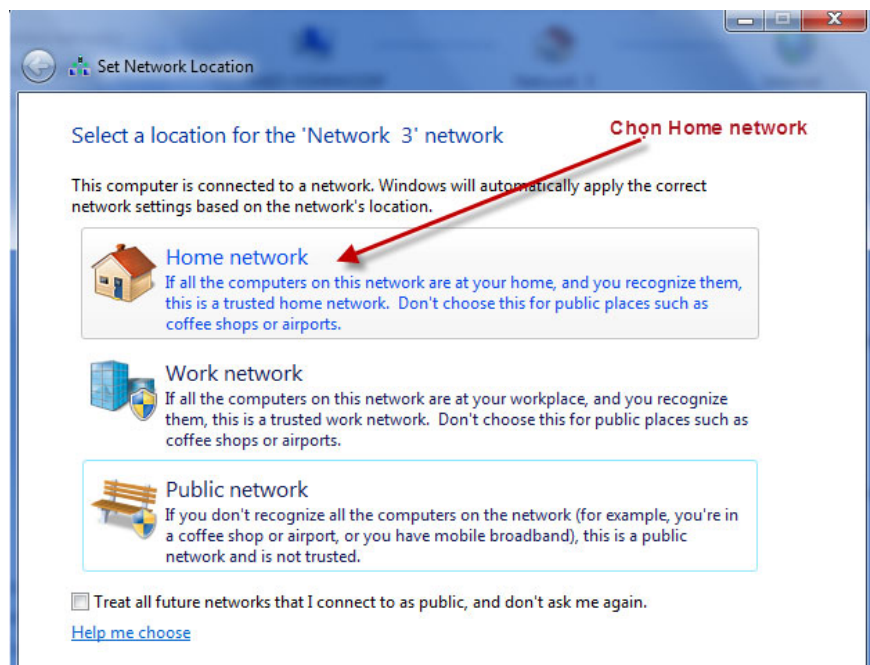 Set Network Location
Select a location for the 'Network 3' network
Chọn Home network
This computer is connected to a network. Windows will automatically apply the correct
network settings based on the network's location.
Home network
If all the computers on this network are at your home, and you recognize them,
this is a trusted home network. Don't choose this for public places such as
coffee shops or airports.
Work network
If all the computers on this network are at your workplace, and you recognize
them, this is a trusted work network. Don't choose this for public places such as
coffee shops or airports.
Public network
If you don't recognize all the computers on the network (for example, you're in
a coffee shop or airport, or you have mobile broadband), this is a public
network and is not trusted.
Treat all future networks that I connect to as public, and don't ask me again.
Help me choose